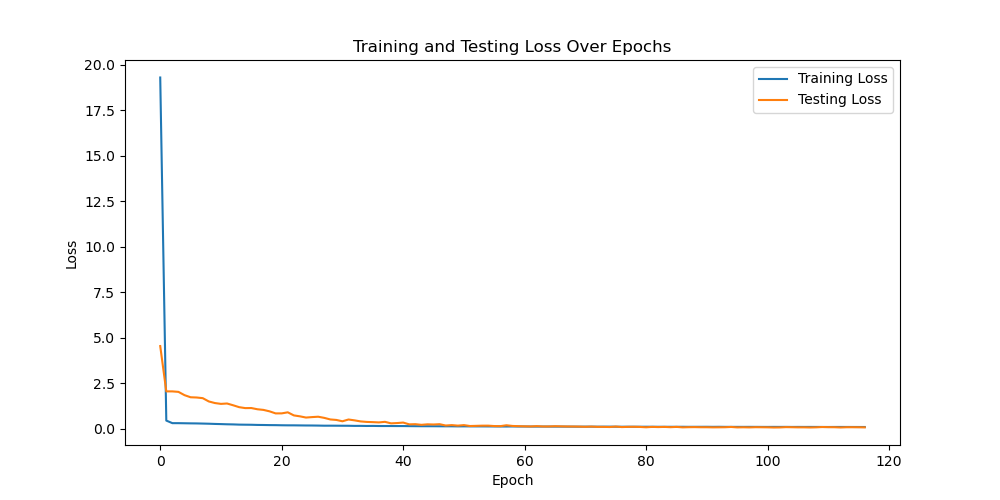 Training and Testing Loss Over Epochs
20.0
17.5
15.0
12.5
10.0
7.5
5.0
2.5
0.0
Loss
Training Loss
Testing Loss
0 20 40 60 80 100 120
Epoch